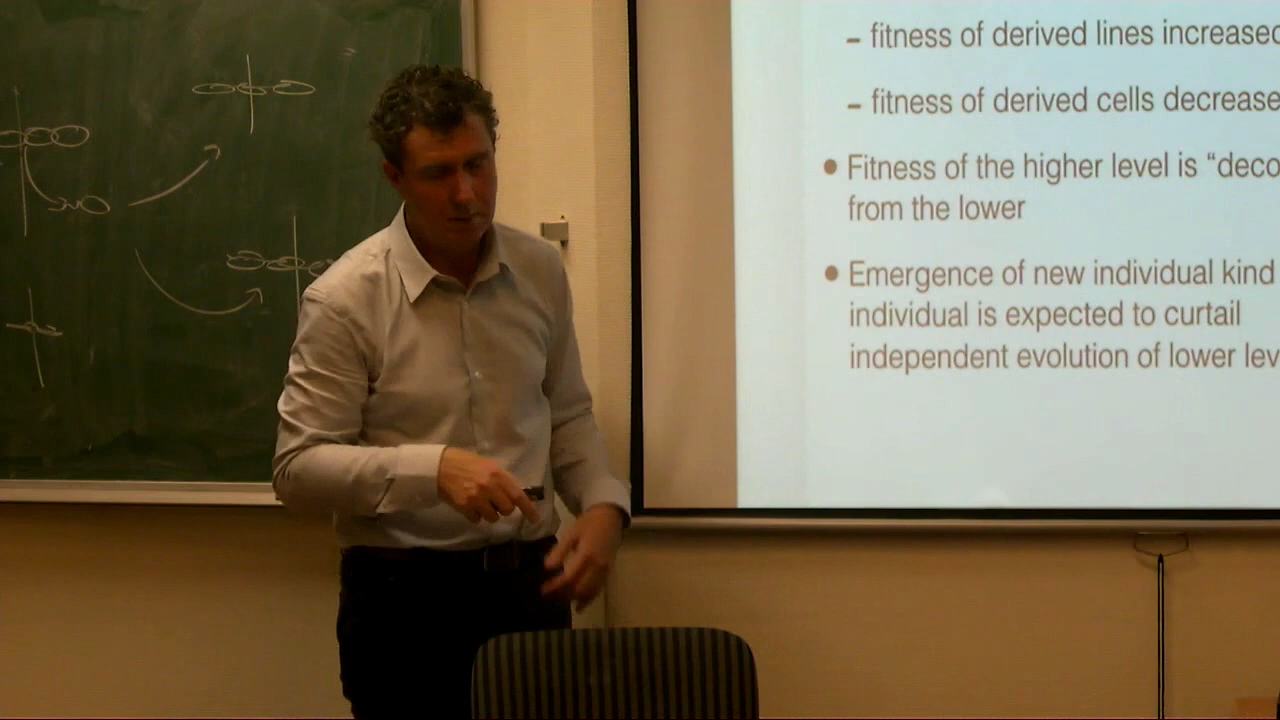 – fitness of derived lines increased
– fitness of derived cells decrease
• Fitness of the higher level is “deco
from the lower
• Emergence of new individual kind
individual is expected to curtail
independent evolution of lower lev